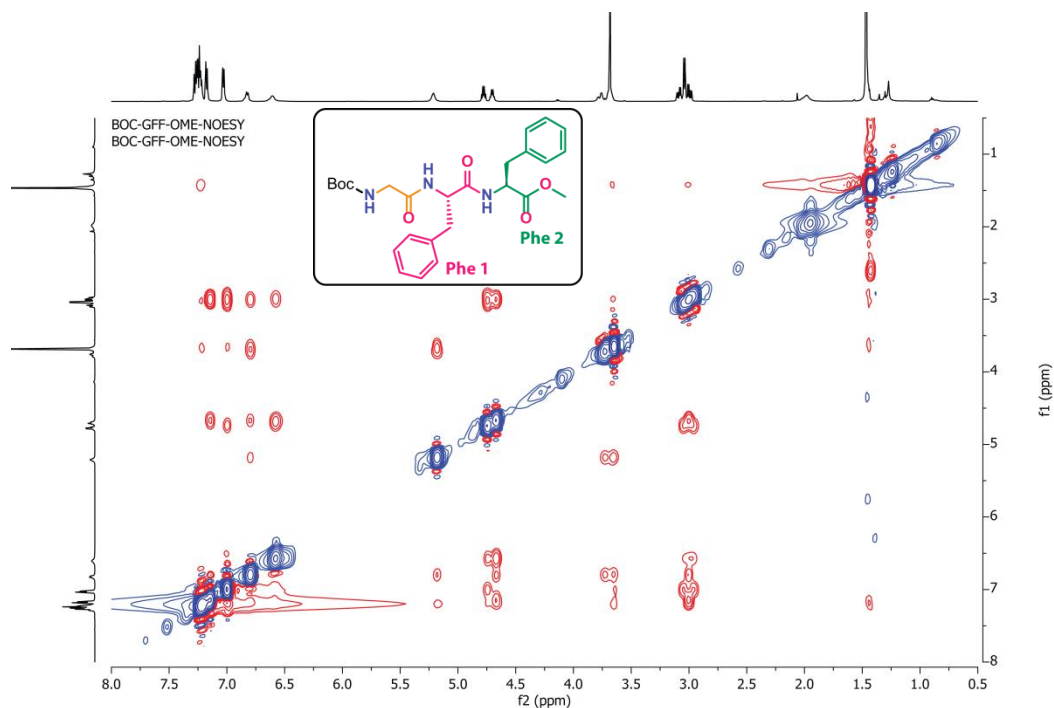 BOC-GFF-OME-NOESY
BOC-GFF-OME-NOESY
Boc
N
H
O
H
N
O
N
H
O
O
Phe 1
Phe 2
1
2
3
4
5
6
7
8
f1 (ppm)
8.0 7.5 7.0 6.5 6.0 5.5 5.0 4.5 4.0 3.5 3.0 2.5 2.0 1.5 1.0 0.5
f2 (ppm)